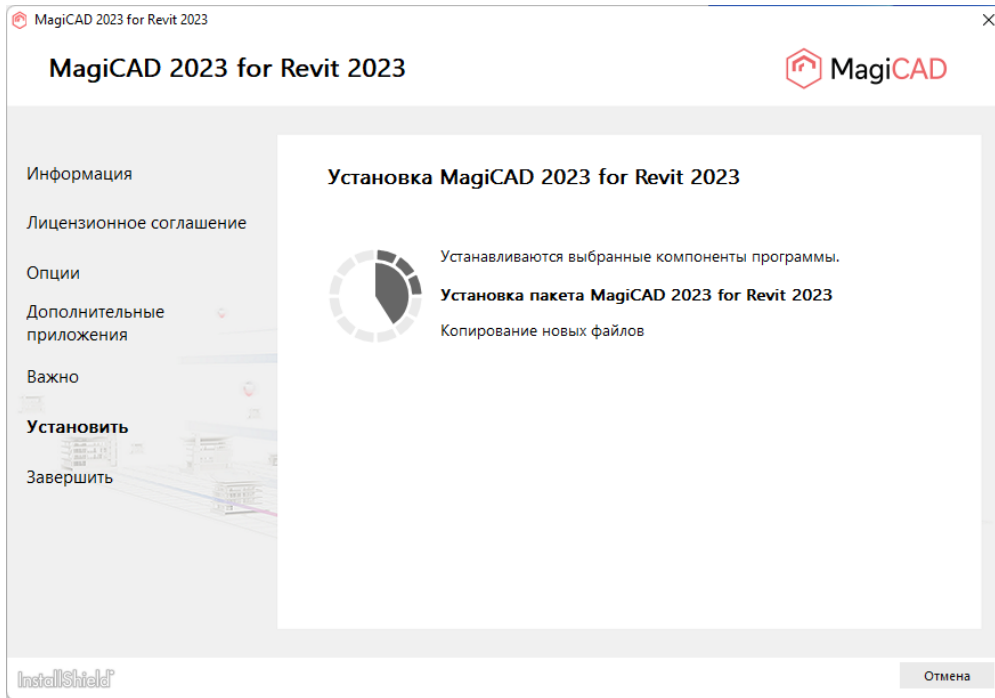 MagiCAD 2023 for Revit 2023
MagiCAD 2023 for Revit 2023
MagiCAD
Информация
Лицензионное соглашение
Опции
Дополнительные
приложения
Важно
Установить
Завершить
Установка MagiCAD 2023 for Revit 2023
Устанавливаются выбранные компоненты программы.
Установка пакета MagiCAD 2023 for Revit 2023
Копирование новых файлов
InstallShield
Отмена